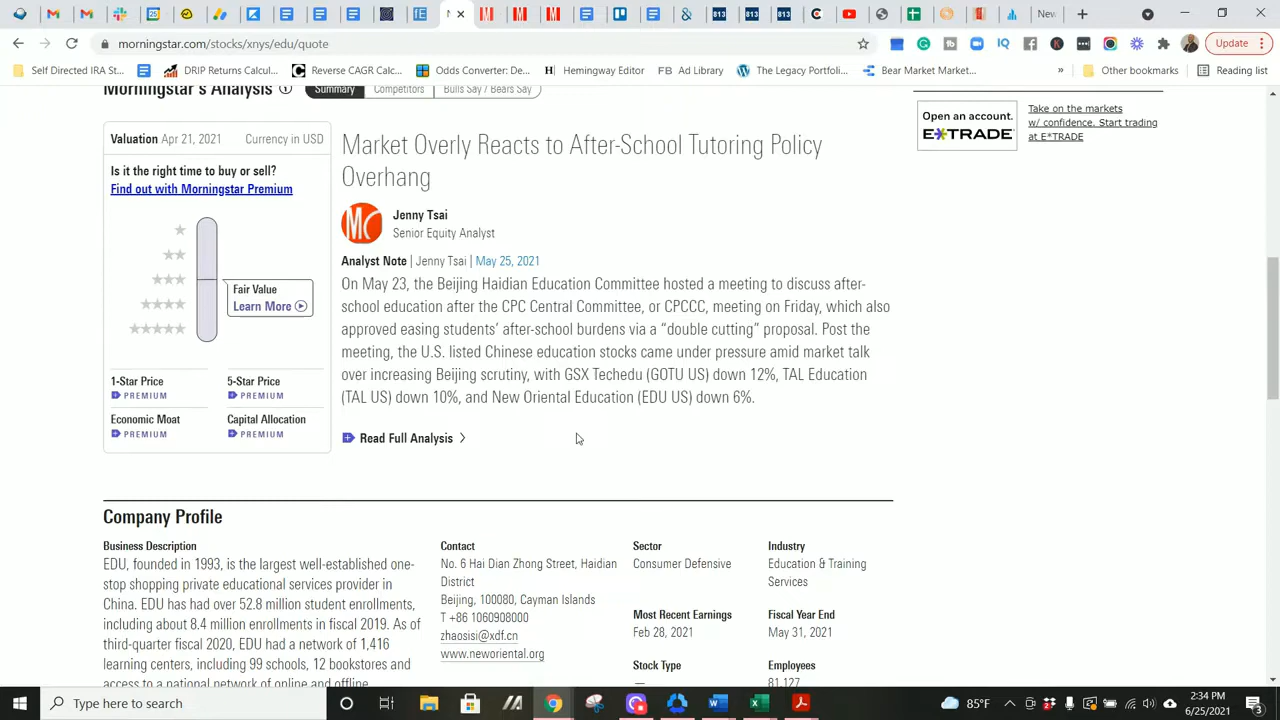 813
813
813
New
morningstar.com/stocks/xnys/edu/quote
Update
Self Directed IRA St...
DRIP Returns Calcul...
Reverse CAGR Calc...
Odds Converter: De...
Hemingway Editor
FB Ad Library
The Legacy Portfoli...
Bear Market Market...
»
Other bookmarks
Reading list
Morningstar's Analysis
Summary
Competitors
Bulls Say / Bears Say
Open an account.
E*TRADE
Take on the markets
w/ confidence. Start trading
at E*TRADE
Valuation Apr 21, 2021
Currency in USD
Is it the right time to buy or sell?
Find out with Morningstar Premium
Fair Value
Learn More
1-Star Price
PREMIUM
5-Star Price
PREMIUM
Economic Moat
PREMIUM
Capital Allocation
PREMIUM
Market Overly Reacts to After-School Tutoring Policy
Overhang
Jenny Tsai
Senior Equity Analyst
Analyst Note | Jenny Tsai | May 25, 2021
On May 23, the Beijing Haidian Education Committee hosted a meeting to discuss after-
school education after the CPC Central Committee, or CPCCC, meeting on Friday, which also
approved easing students' after-school burdens via a “double cutting” proposal. Post the
meeting, the U.S. listed Chinese education stocks came under pressure amid market talk
over increasing Beijing scrutiny, with GSX Techedu (GOTU US) down 12%, TAL Education
(TAL US) down 10%, and New Oriental Education (EDU US) down 6%.
Read Full Analysis
Company Profile
Business Description
EDU, founded in 1993, is the largest well-established one-
stop shopping private educational services provider in
China. EDU has had over 52.8 million student enrollments,
including about 8.4 million enrollments in fiscal 2019. As of
third-quarter fiscal 2020, EDU had a network of 1,416
learning centers, including 99 schools, 12 bookstores and
access to a national network of online and offline
Contact
No. 6 Hai Dian Zhong Street, Haidian
District
Beijing, 100080, Cayman Islands
T +86 1060908000
zhaosisi@xdf.cn
www.neworiental.org
Sector
Consumer Defensive
Industry
Education & Training
Services
Most Recent Earnings
Feb 28, 2021
Fiscal Year End
May 31, 2021
Stock Type
—
Employees
81,127
Type here to search
85°F
2:34 PM
6/25/2021
3